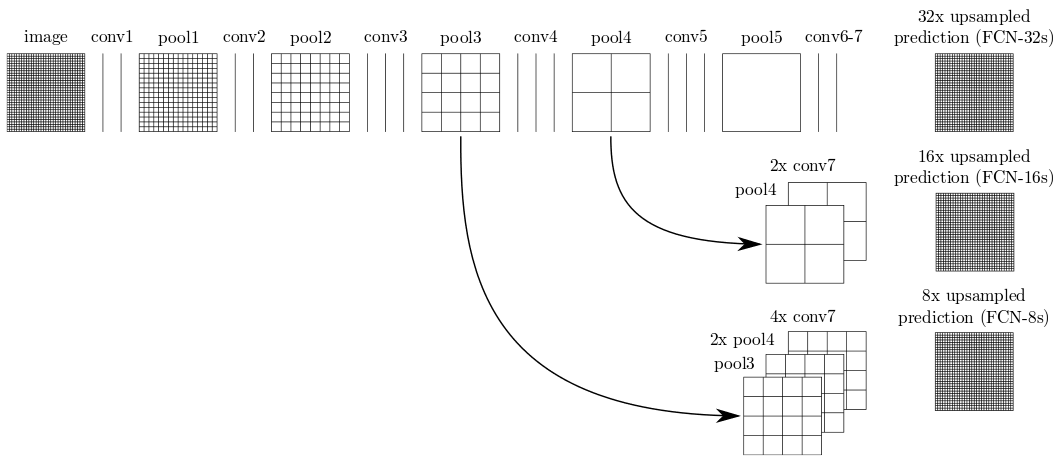 image
conv1
pool1
conv2
pool2
conv3
pool3
conv4
pool4
conv5
pool5
conv6-7
32x upsampled
prediction (FCN-32s)
16x upsampled
prediction (FCN-16s)
2x conv7
pool4
8x upsampled
prediction (FCN-8s)
4x conv7
2x pool4
pool3